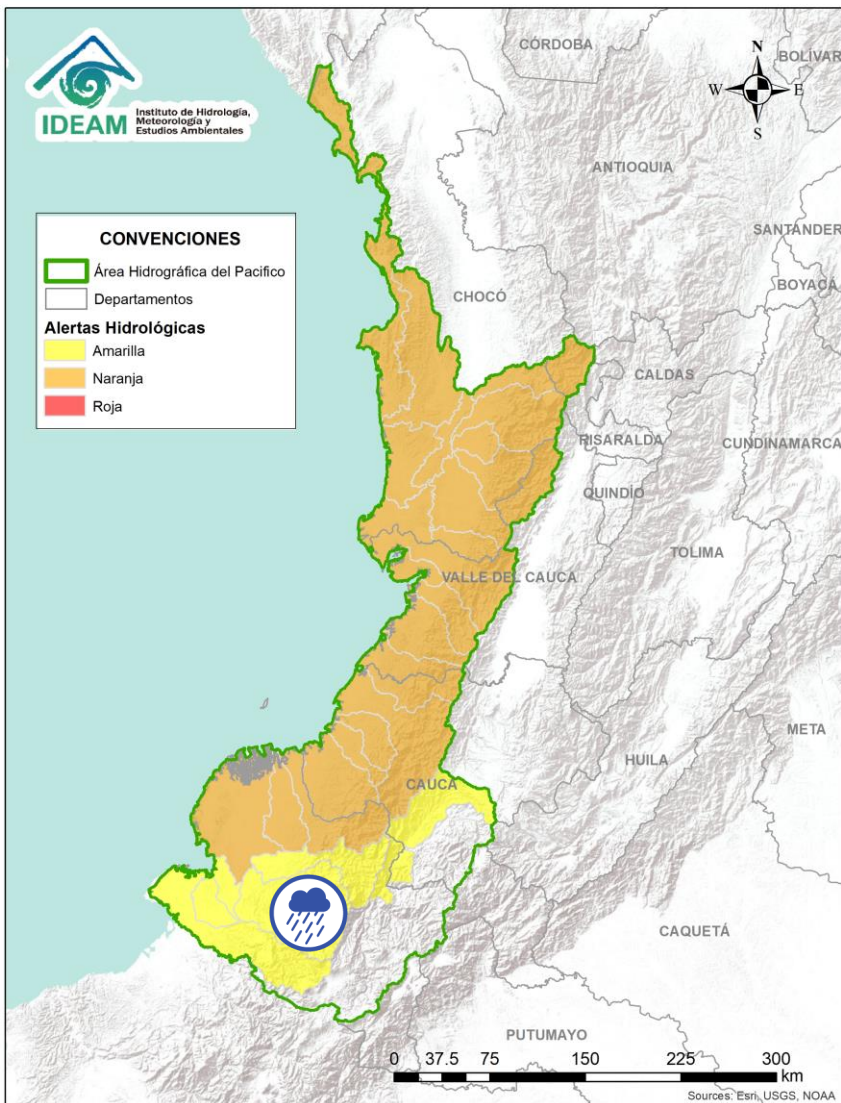 IDEAM
Instituto de Hidrología,
Meteorología y
Estudios Ambientales
CÓRDOBA
BOLÍVAR
N
W
E
S
ANTIOQUIA
SANTANDER
BOYACÁ
CONVENCIONES
Área Hidrográfica del Pacifico
Departamentos
Alertas Hidrológicas
Amarilla
Naranja
Roja
CHOCÓ
CALDAS
RISARALDA
CUNDINAMARCA
QUINDÍO
TOLIMA
VALLE DEL CAUCA
META
HUILA
CAUCA
CAQUETÁ
PUTUMAYO
0 37.5 75 150 225 300
km
Sources: Esri, USGS, NOAA